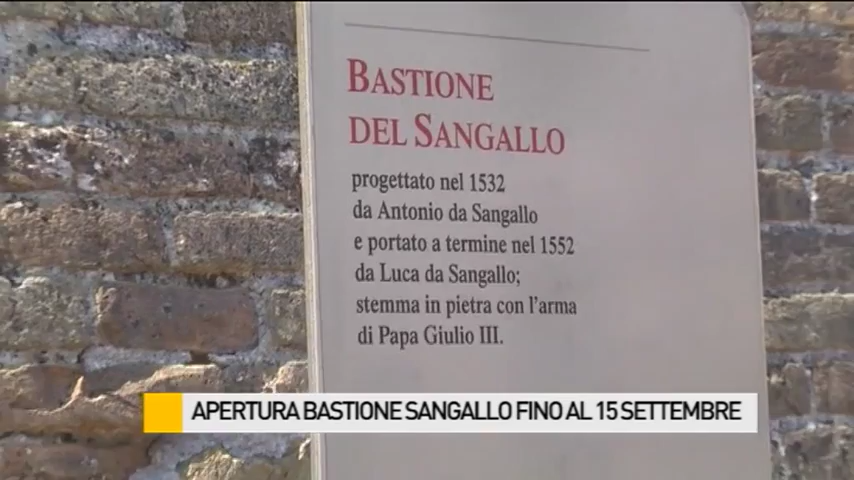 BASTIONE
DEL SANGALLO
progettato nel 1532
da Antonio da Sangallo
e portato a termine nel 1552
da Luca da Sangallo;
stemma in pietra con l'arma
di Papa Giulio III.
APERTURA BASTIONE SANGALLO FINO AL 15 SETTEMBRE